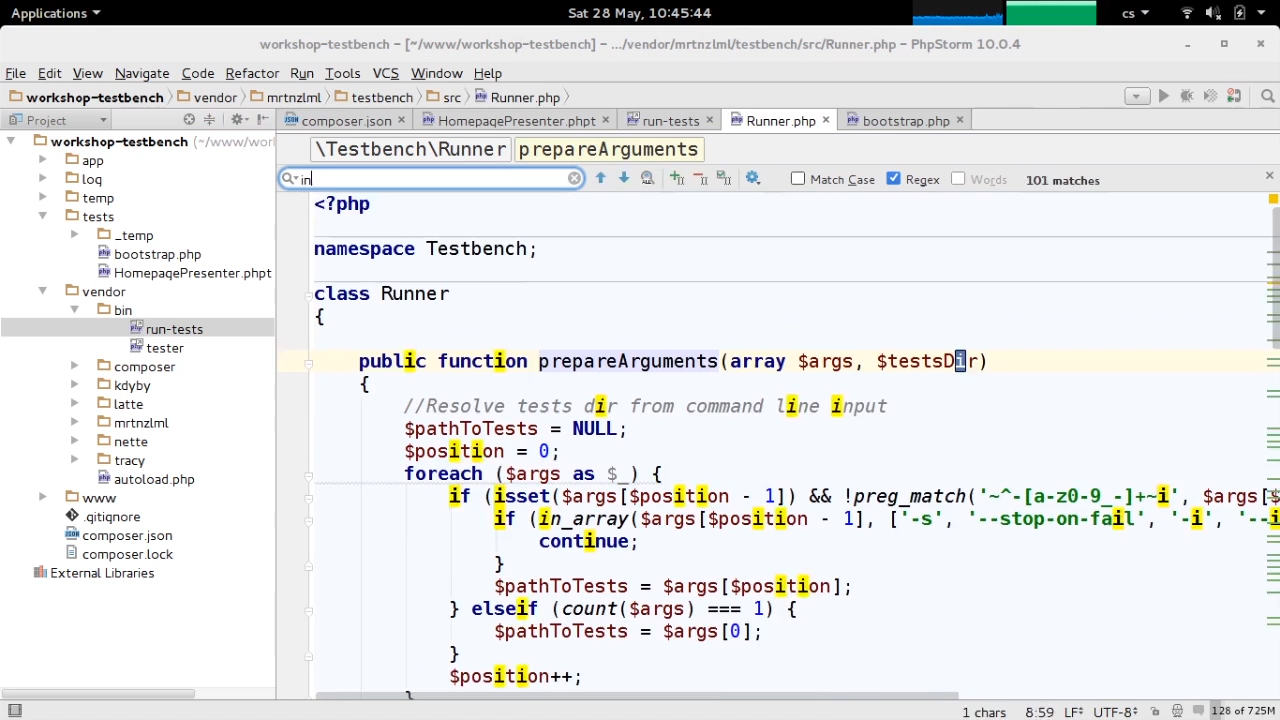 Applications Sat 28 May, 10:45:44 cs
workshop-testbench – [~/www/workshop-testbench] – .../vendor/mrtnzlml/testbench/src/Runner.php – PhpStorm 10.0.4
File Edit View Navigate Code Refactor Run Tools VCS Window Help
workshop-testbench vendor mrtnzlml testbench src Runner.php
Project composer.json HomepagePresenter.phpt run-tests Runner.php bootstrap.php
workshop-testbench (~/www/wor
app
log
temp
tests
_temp
bootstrap.php
HomepagePresenter.phpt
vendor
bin
run-tests
tester
composer
kdyby
latte
mrtnzlml
nette
tracy
autoload.php
www
.gitignore
composer.json
composer.lock
External Libraries
\Testbench\Runner prepareArguments
in Match Case Regex Words 101 matches
<?php
namespace Testbench;
class Runner
{
public function prepareArguments(array $args, $testsDir)
{
//Resolve tests dir from command line input
$pathToTests = NULL;
$position = 0;
foreach ($args as $_) {
if (isset($args[$position - 1]) && !preg_match('~^-[a-z0-9_-]+~i', $args[$
if (in_array($args[$position - 1], ['-s', '--stop-on-fail', '-i', '--i
continue;
}
$pathToTests = $args[$position];
} elseif (count($args) === 1) {
$pathToTests = $args[0];
}
$position++;
}
1 chars 8:59 LF UTF-8 128 of 725M